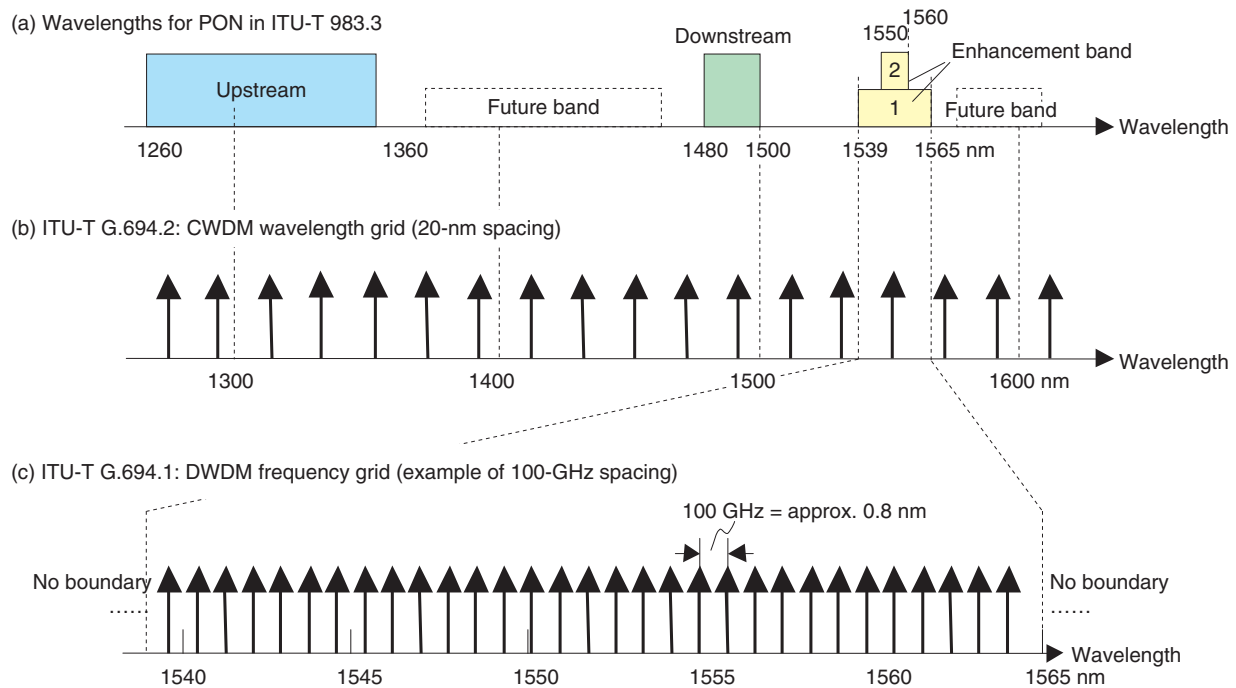 (a) Wavelengths for PON in ITU-T 983.3
1560
1550
Downstream
Enhancement band
Upstream
2
Future band
1
Future band
Wavelength
1260
1360
1480
1500
1539
1565 nm
(b) ITU-T G.694.2: CWDM wavelength grid (20-nm spacing)
Wavelength
1300
1400
1500
1600 nm
(c) ITU-T G.694.1: DWDM frequency grid (example of 100-GHz spacing)
100 GHz = approx. 0.8 nm
No boundary
No boundary
......
......
Wavelength
1540
1545
1550
1555
1560
1565 nm